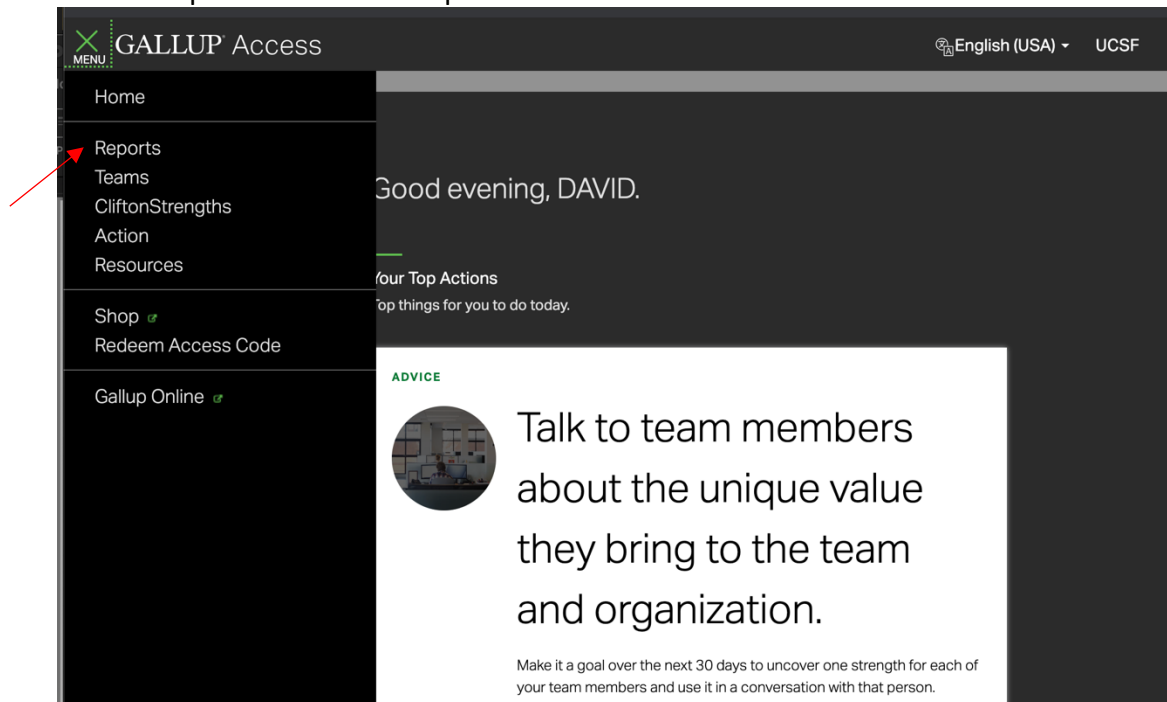 MENU GALLUP® Access
English (USA)
UCSF
Home
Reports
Teams
CliftonStrengths
Action
Resources
Shop
Redeem Access Code
Gallup Online
Good evening, DAVID.
Your Top Actions
Top things for you to do today.
ADVICE
Talk to team members
about the unique value
they bring to the team
and organization.
Make it a goal over the next 30 days to uncover one strength for each of
your team members and use it in a conversation with that person.